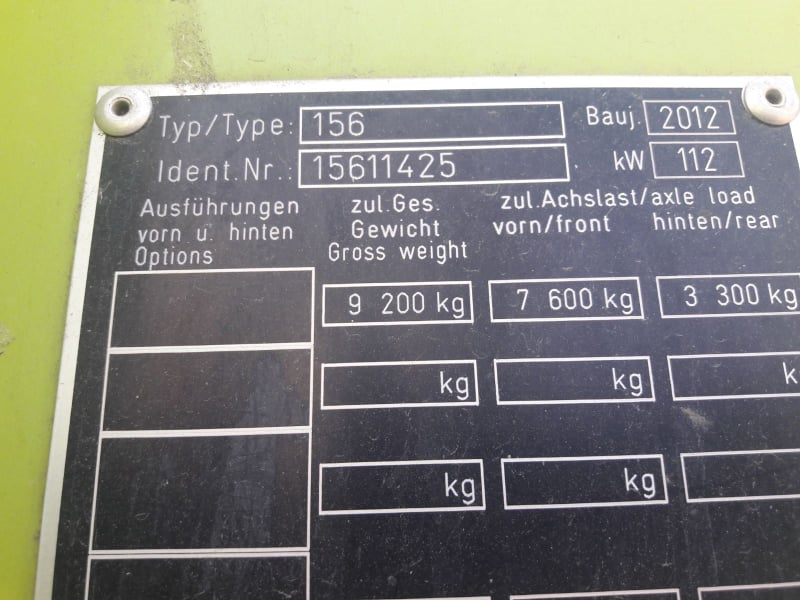 Typ/Type: 156 Bauj. 2012
Ident.Nr.: 15611425 kW 112
Ausführungen zul.Ges. zul.Achslast/axle load
vorn u. hinten Gewicht vorn/front hinten/rear
Options Gross weight
9 200 kg 7 600 kg 3 300 kg
kg kg k
kg kg